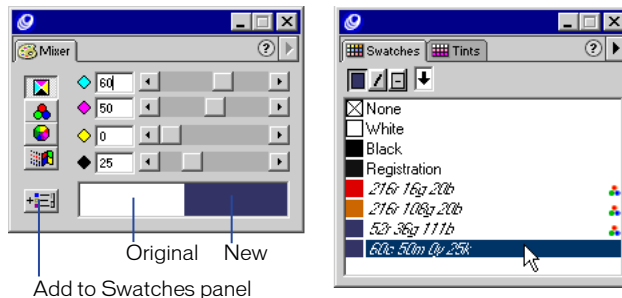 Mixer
?
60
50
0
25
Original New
Add to Swatches panel
Swatches Tints
?
None
White
Black
Registration
216r 16g 20b
216r 108g 20b
52r 36g 111b
60c 50m 0y 25k